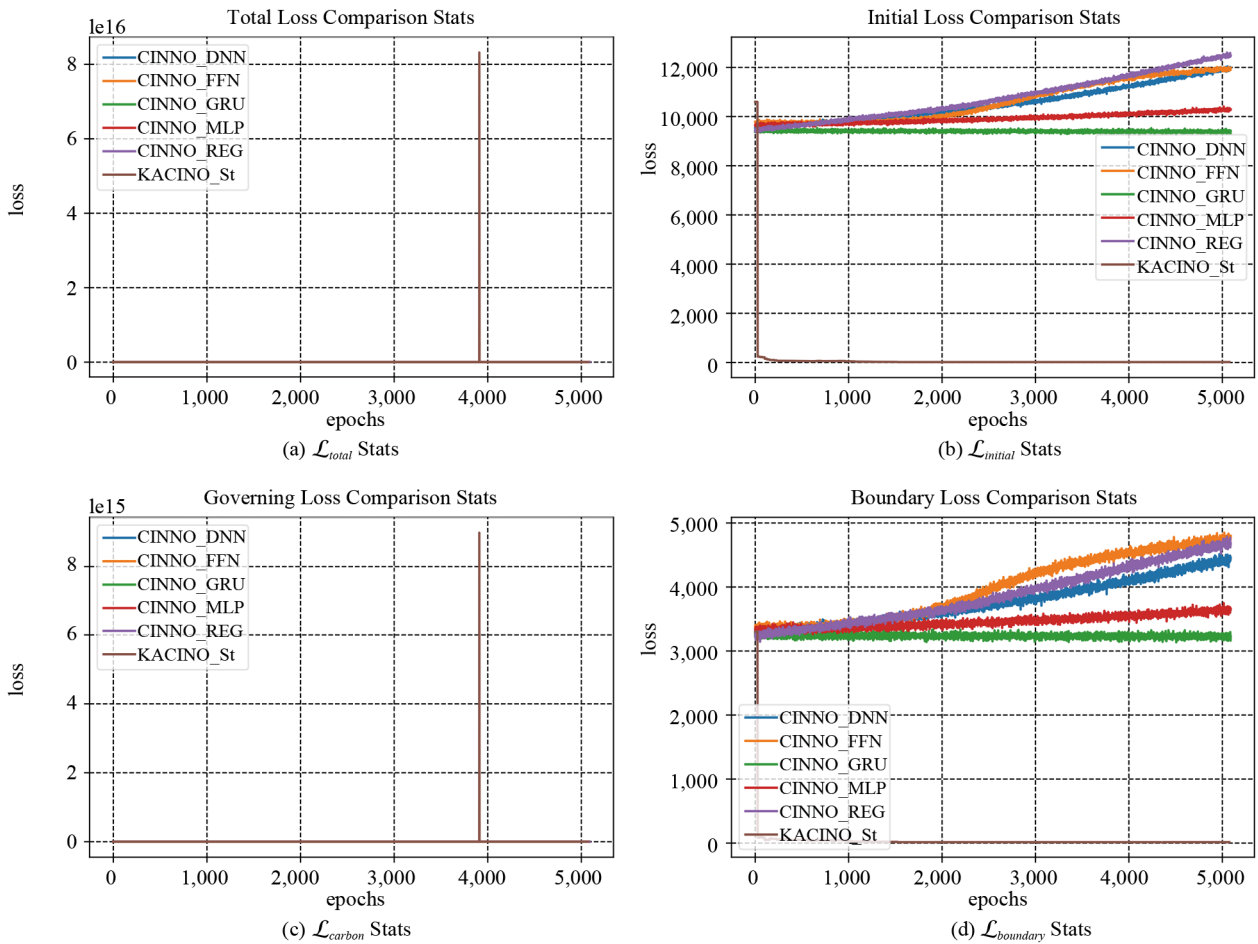 Total Loss Comparison Stats
1e16
8
6
4
2
0
loss
CINNO_DNN
CINNO_FFN
CINNO_GRU
CINNO_MLP
CINNO_REG
KACINO_St
0 1,000 2,000 3,000 4,000 5,000
epochs
(a) ℒtotal Stats
Initial Loss Comparison Stats
12,000
10,000
8,000
6,000
4,000
2,000
0
loss
CINNO_DNN
CINNO_FFN
CINNO_GRU
CINNO_MLP
CINNO_REG
KACINO_St
0 1,000 2,000 3,000 4,000 5,000
epochs
(b) ℒinitial Stats
Governing Loss Comparison Stats
1e15
8
6
4
2
0
loss
CINNO_DNN
CINNO_FFN
CINNO_GRU
CINNO_MLP
CINNO_REG
KACINO_St
0 1,000 2,000 3,000 4,000 5,000
epochs
(c) ℒcarbon Stats
Boundary Loss Comparison Stats
5,000
4,000
3,000
2,000
1,000
0
loss
CINNO_DNN
CINNO_FFN
CINNO_GRU
CINNO_MLP
CINNO_REG
KACINO_St
0 1,000 2,000 3,000 4,000 5,000
epochs
(d) ℒboundary Stats